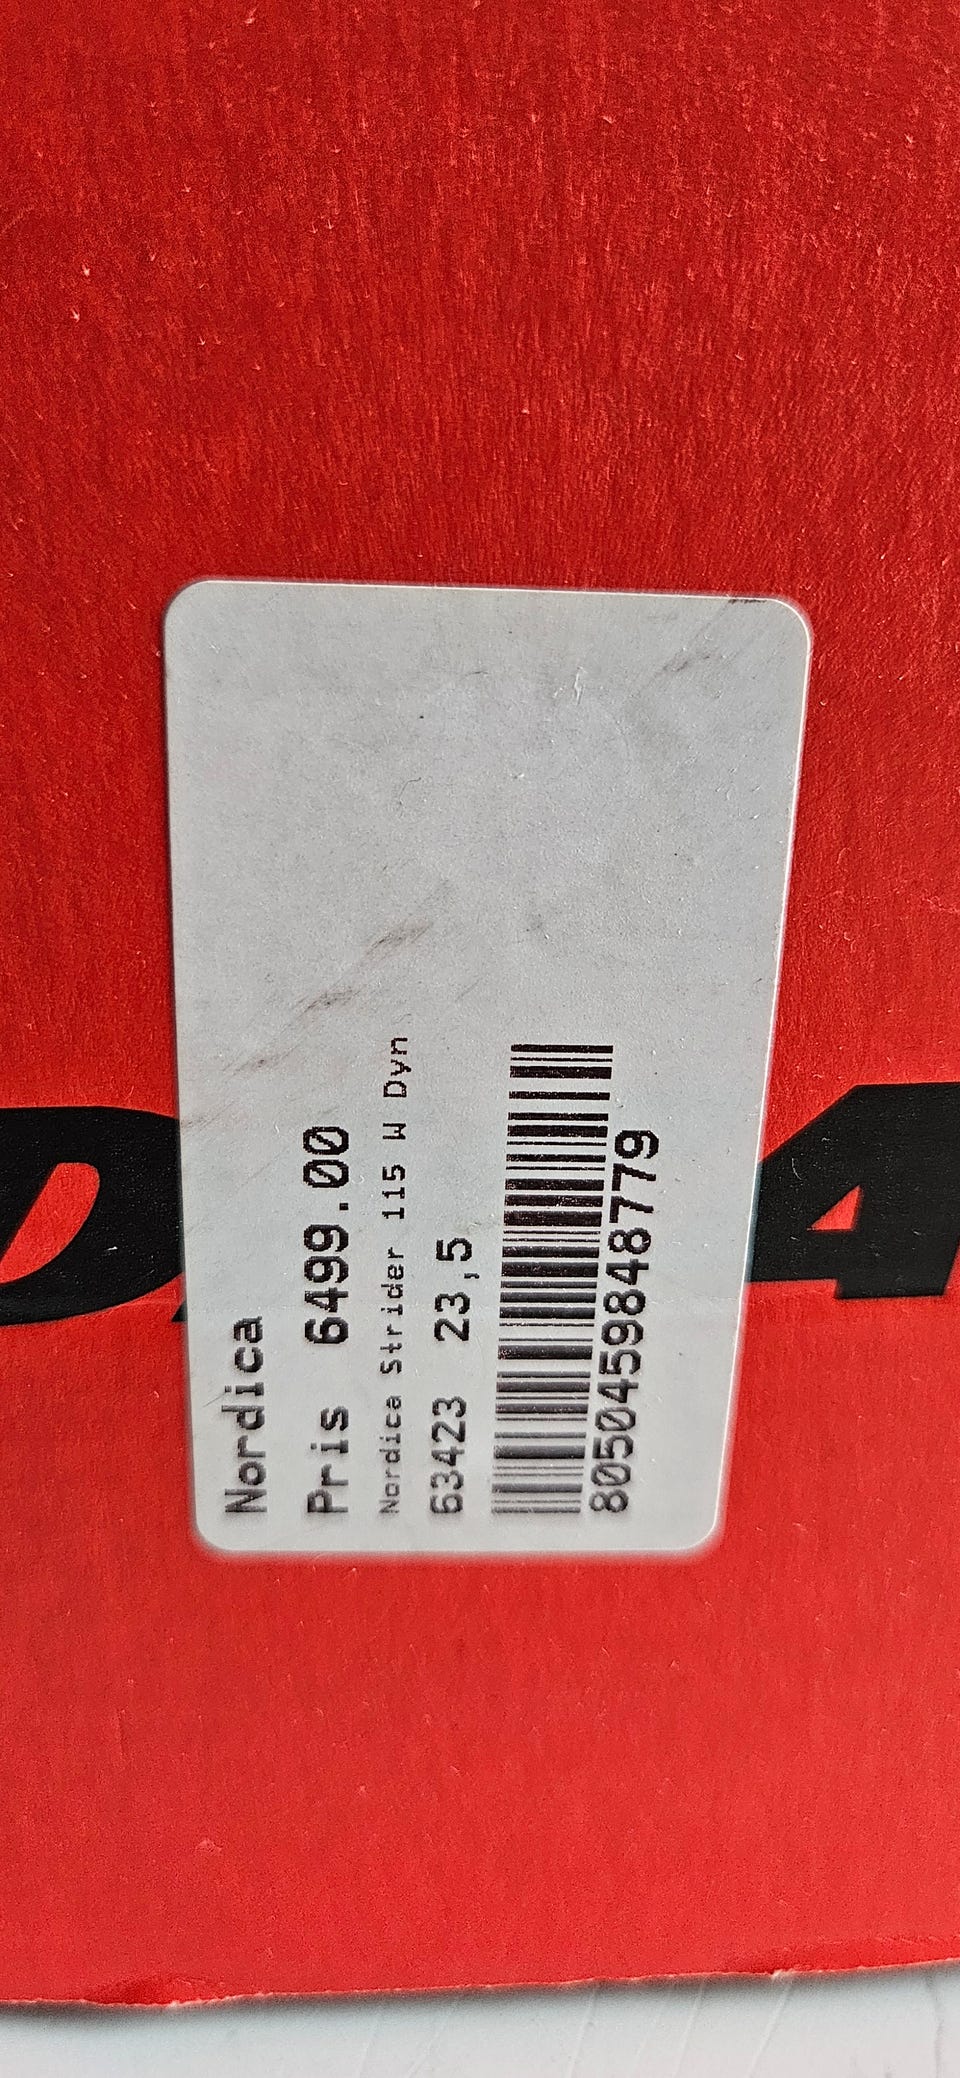 Nordica
Pris 6499.00
Nordica Strider 115 W Dyn
63423 23,5
8050459848779